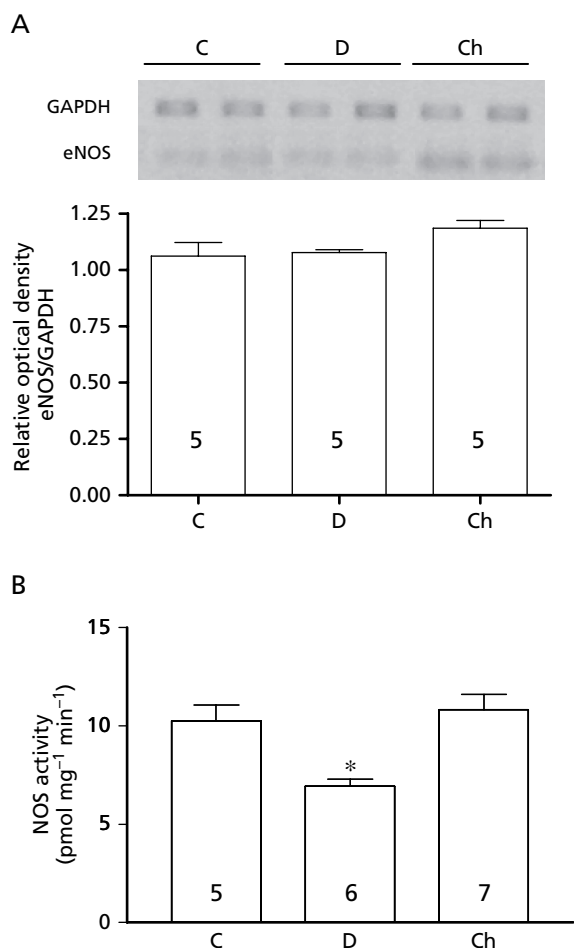 A
C D Ch
GAPDH
eNOS
Relative optical density
eNOS/GAPDH
1.25
1.00
0.75
0.50
0.25
0.00
5 5 5
C D Ch
B
NOS activity
(pmol mg⁻¹ min⁻¹)
15
10
5
0
*
5 6 7
C D Ch